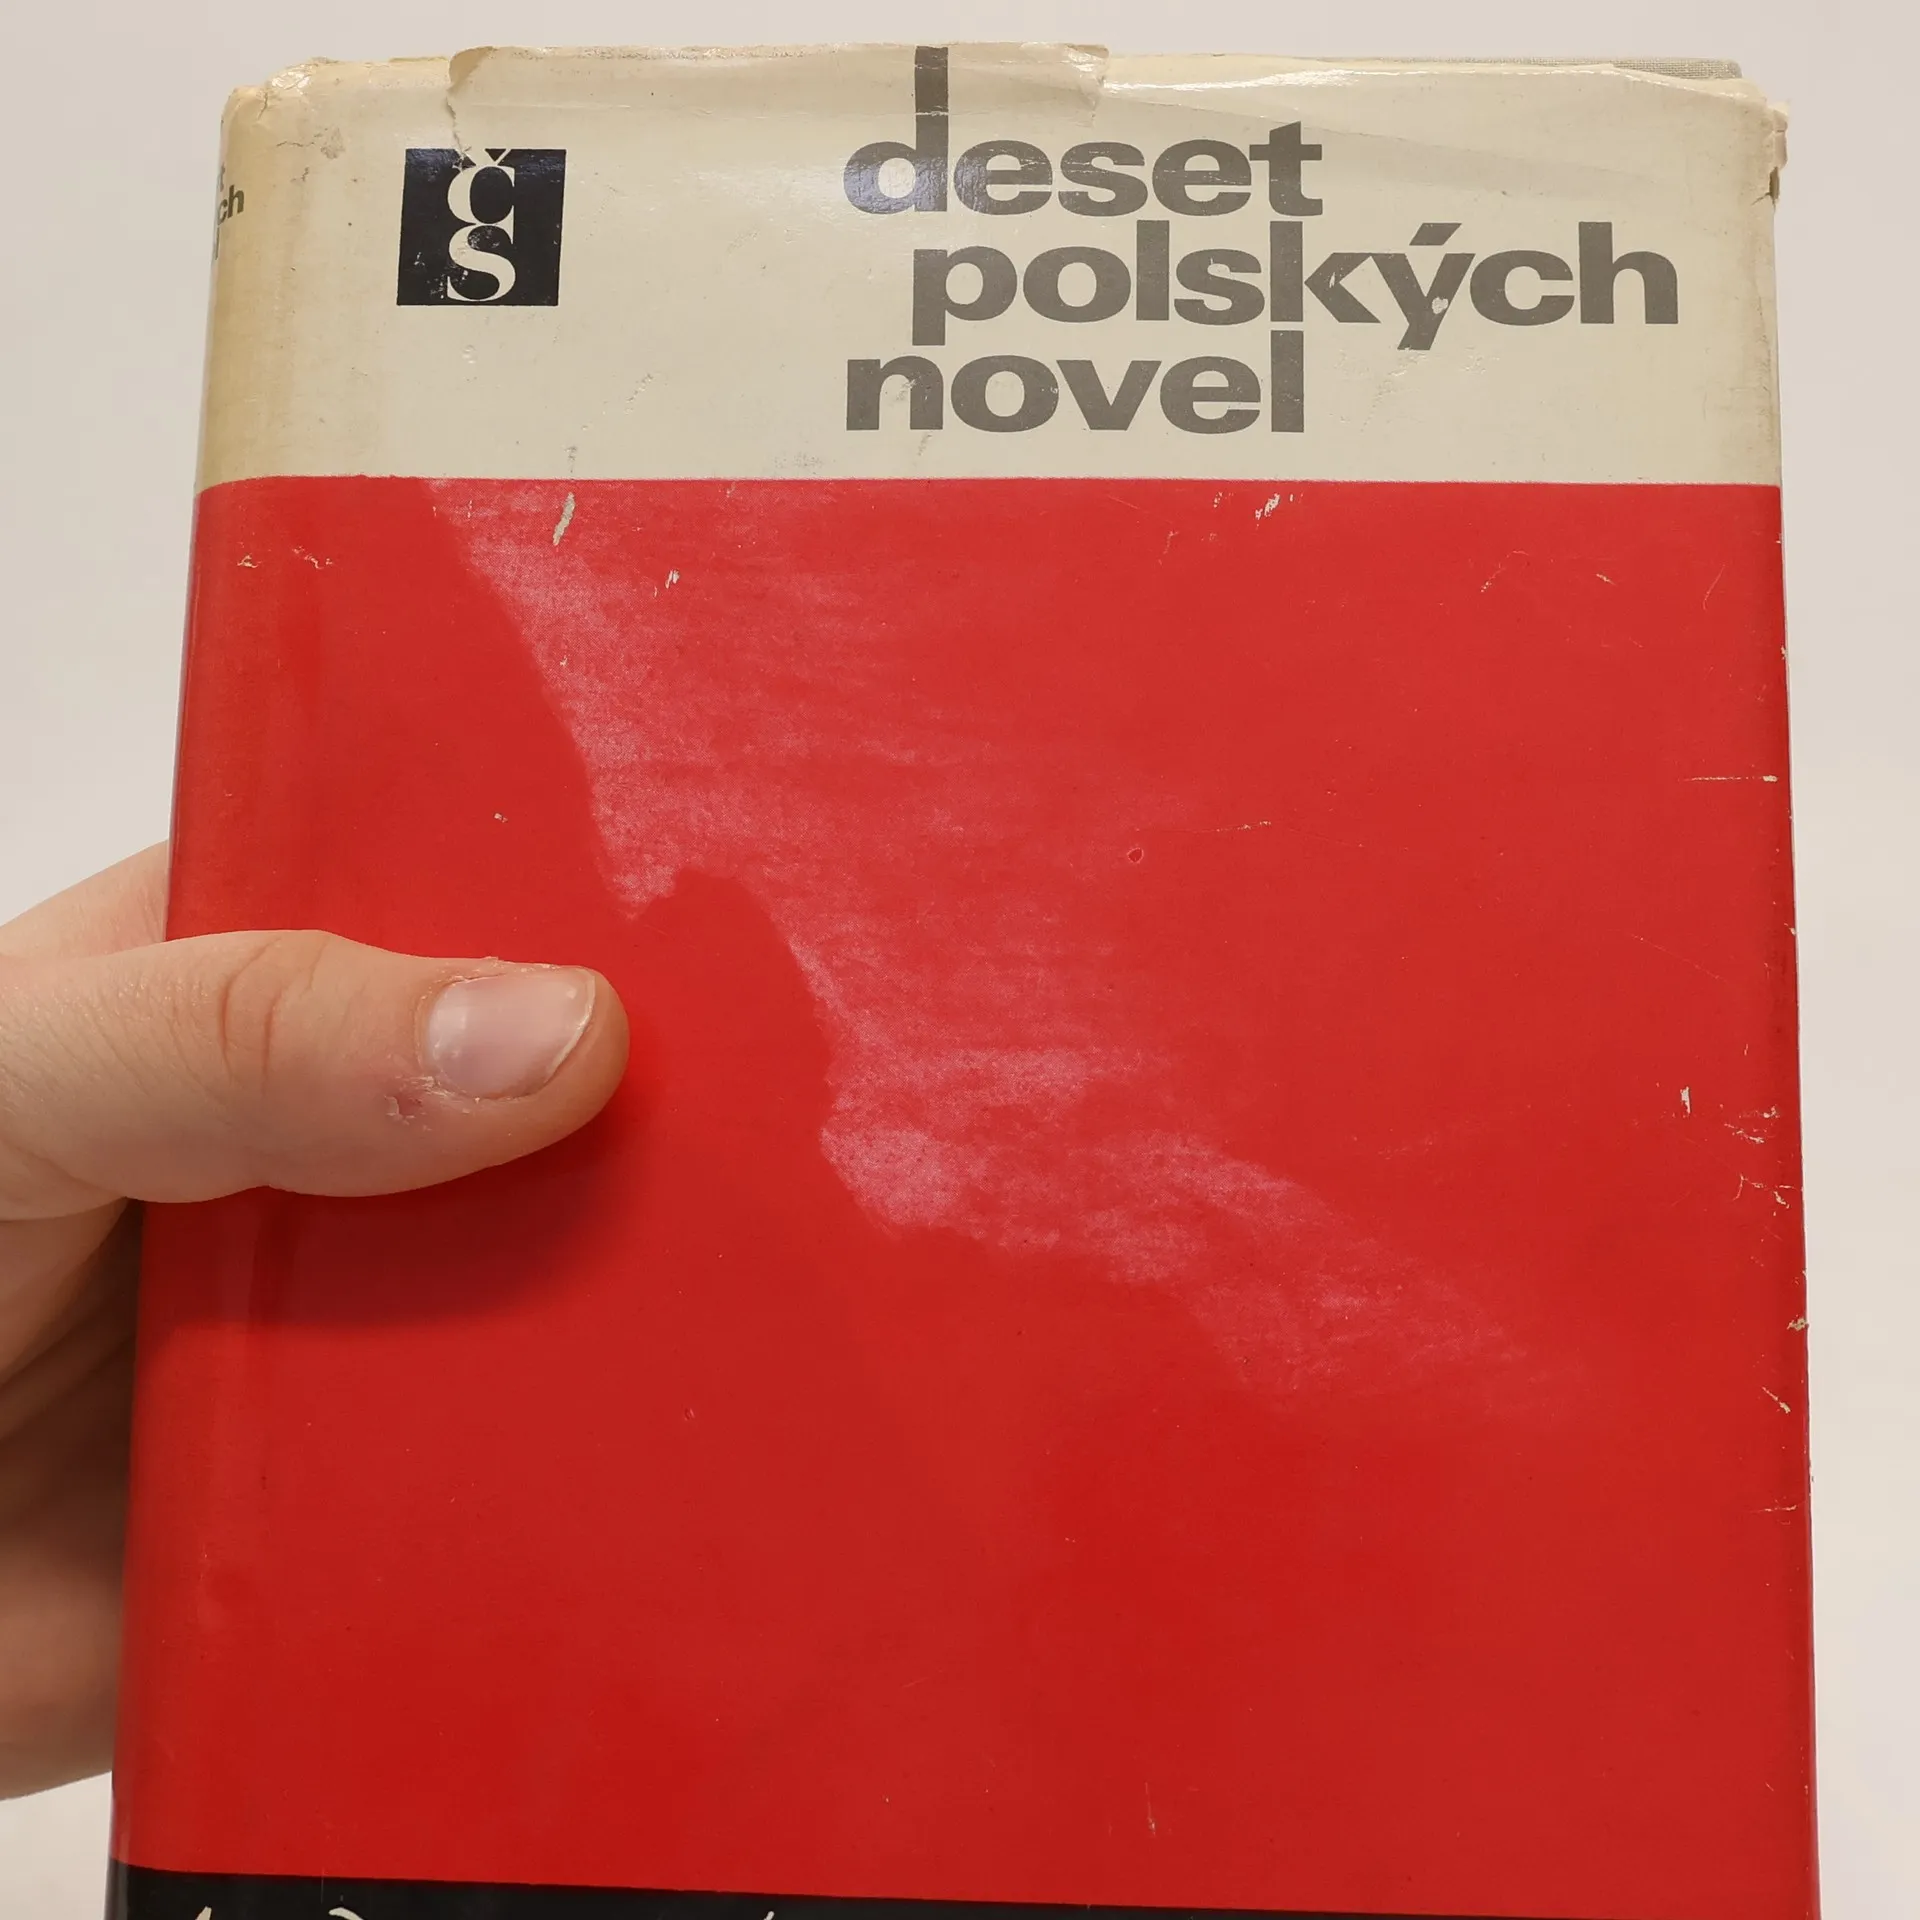 Č
S
deset
polských
novel